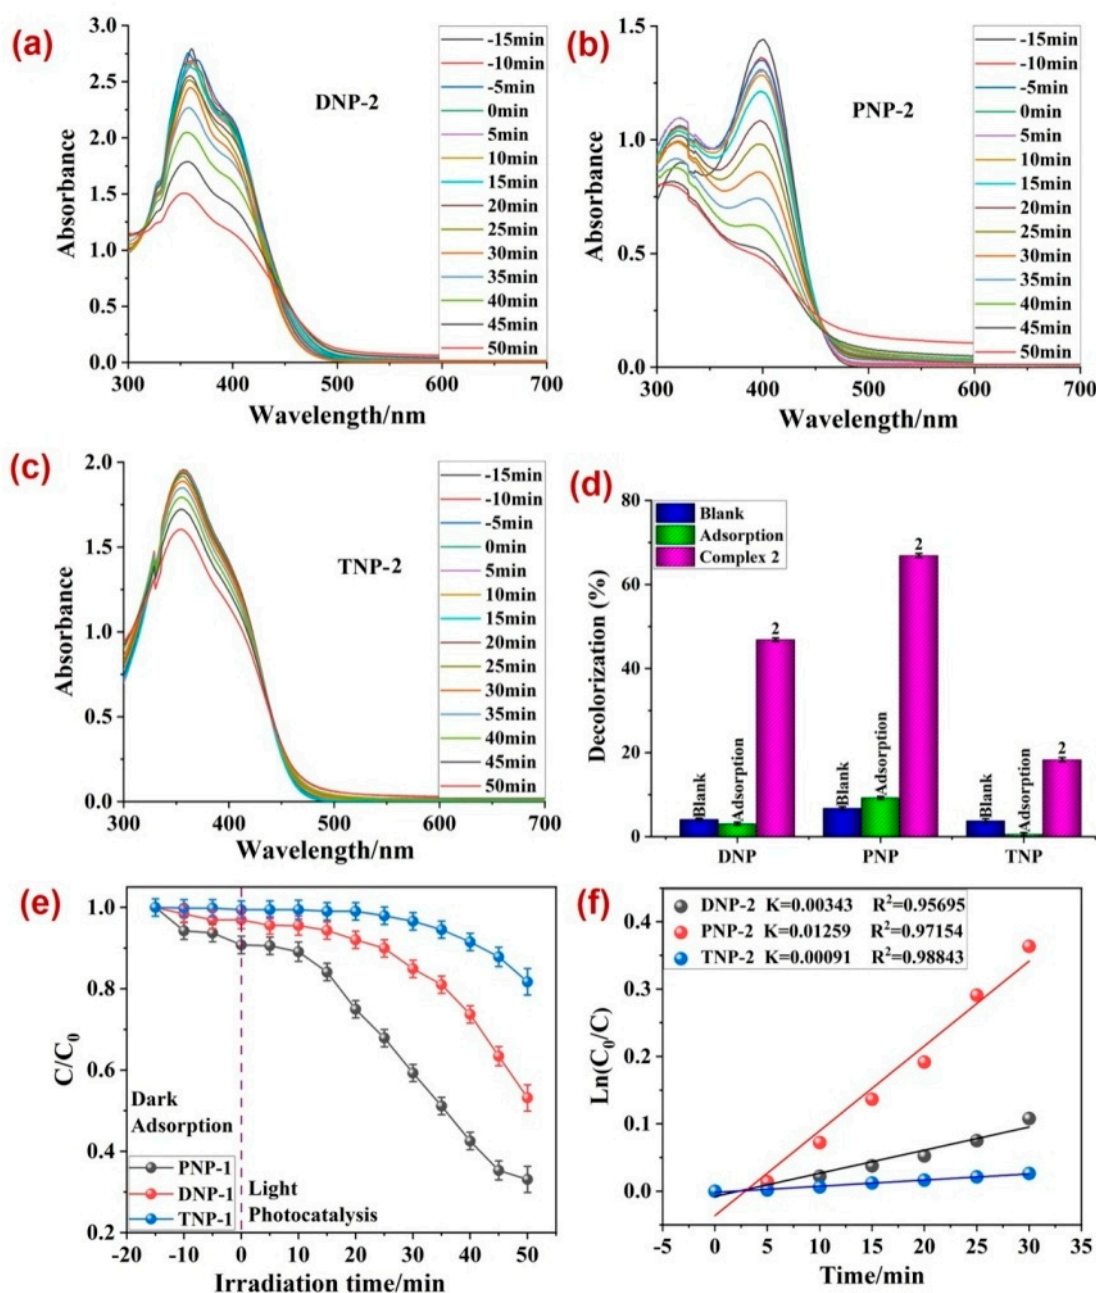 (a)
3.0
2.5
2.0
1.5
1.0
0.5
0.0
Absorbance
DNP-2
-15min
-10min
-5min
0min
5min
10min
15min
20min
25min
30min
35min
40min
45min
50min
300 400 500 600 700
Wavelength/nm
(b)
1.5
1.0
0.5
0.0
Absorbance
PNP-2
-15min
-10min
-5min
0min
5min
10min
15min
20min
25min
30min
35min
40min
45min
50min
300 400 500 600 700
Wavelength/nm
(c)
2.0
1.5
1.0
0.5
0.0
Absorbance
TNP-2
-15min
-10min
-5min
0min
5min
10min
15min
20min
25min
30min
35min
40min
45min
50min
300 400 500 600 700
Wavelength/nm
(d)
80
60
40
20
0
Decolorization (%)
Blank
Adsorption
Complex 2
Blank
Adsorption
2
Blank
Adsorption
2
Blank
Adsorption
2
DNP PNP TNP
(e)
1.0
0.8
0.6
0.4
0.2
C/C₀
Dark
Adsorption
PNP-1
DNP-1
TNP-1
Light
Photocatalysis
-20 -10 0 10 20 30 40 50
Irradiation time/min
(f)
0.4
0.3
0.2
0.1
0.0
Ln(C₀/C)
DNP-2 K=0.00343 R²=0.95695
PNP-2 K=0.01259 R²=0.97154
TNP-2 K=0.00091 R²=0.98843
-5 0 5 10 15 20 25 30 35
Time/min